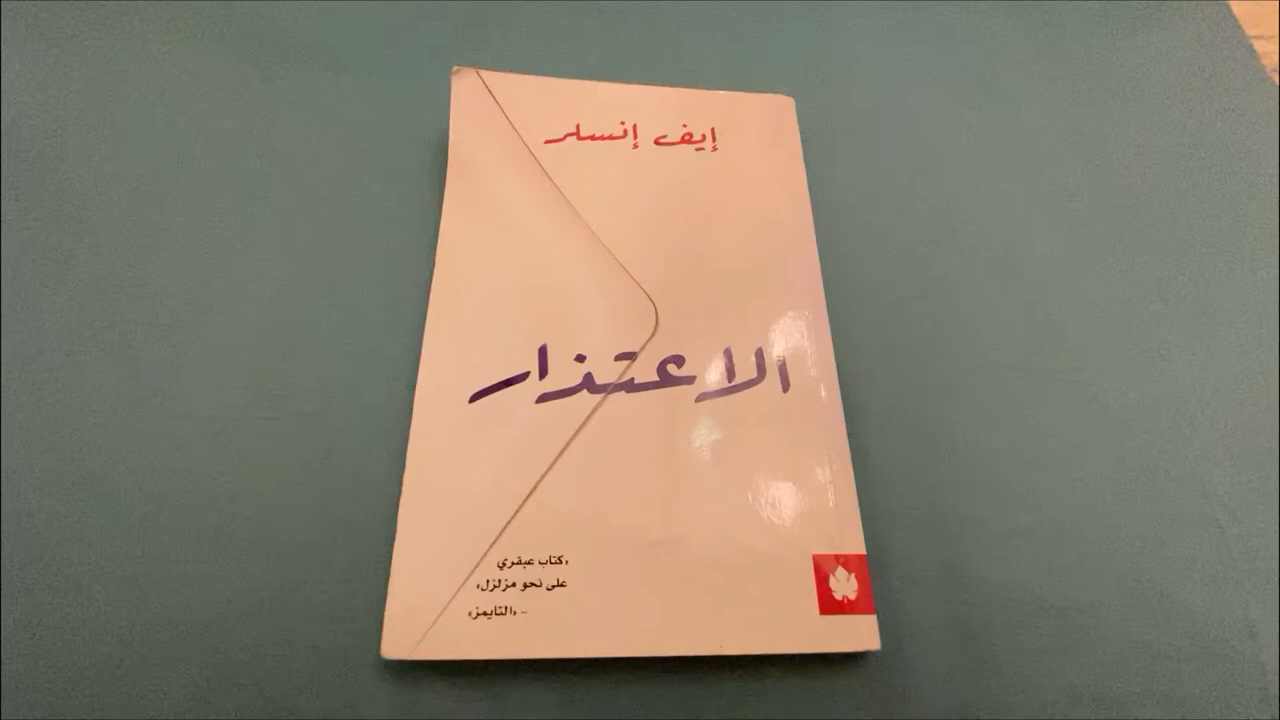 إيف إنسلر
الاعتذار
«كتاب عبقري
على نحو مزلزل»
– «التايمز»